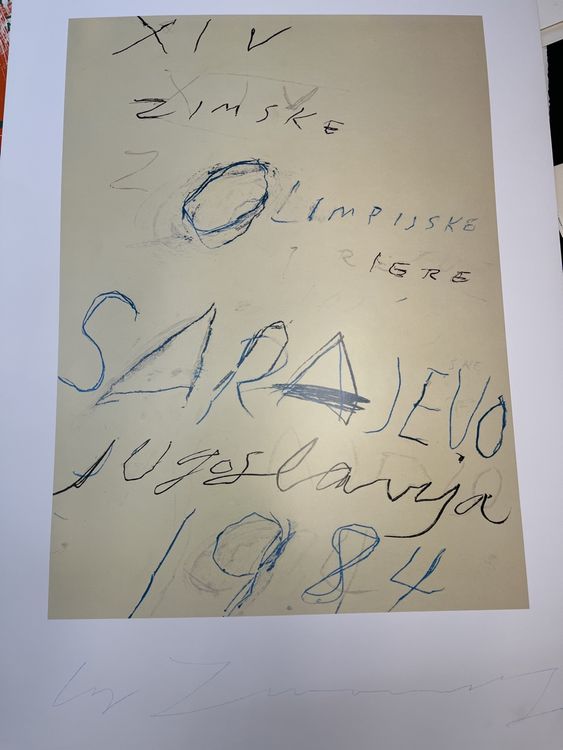 XIV
ZIMSKE
OLIMPIJSKE
IGRE
SARAJEVO
Jugoslavija
1984